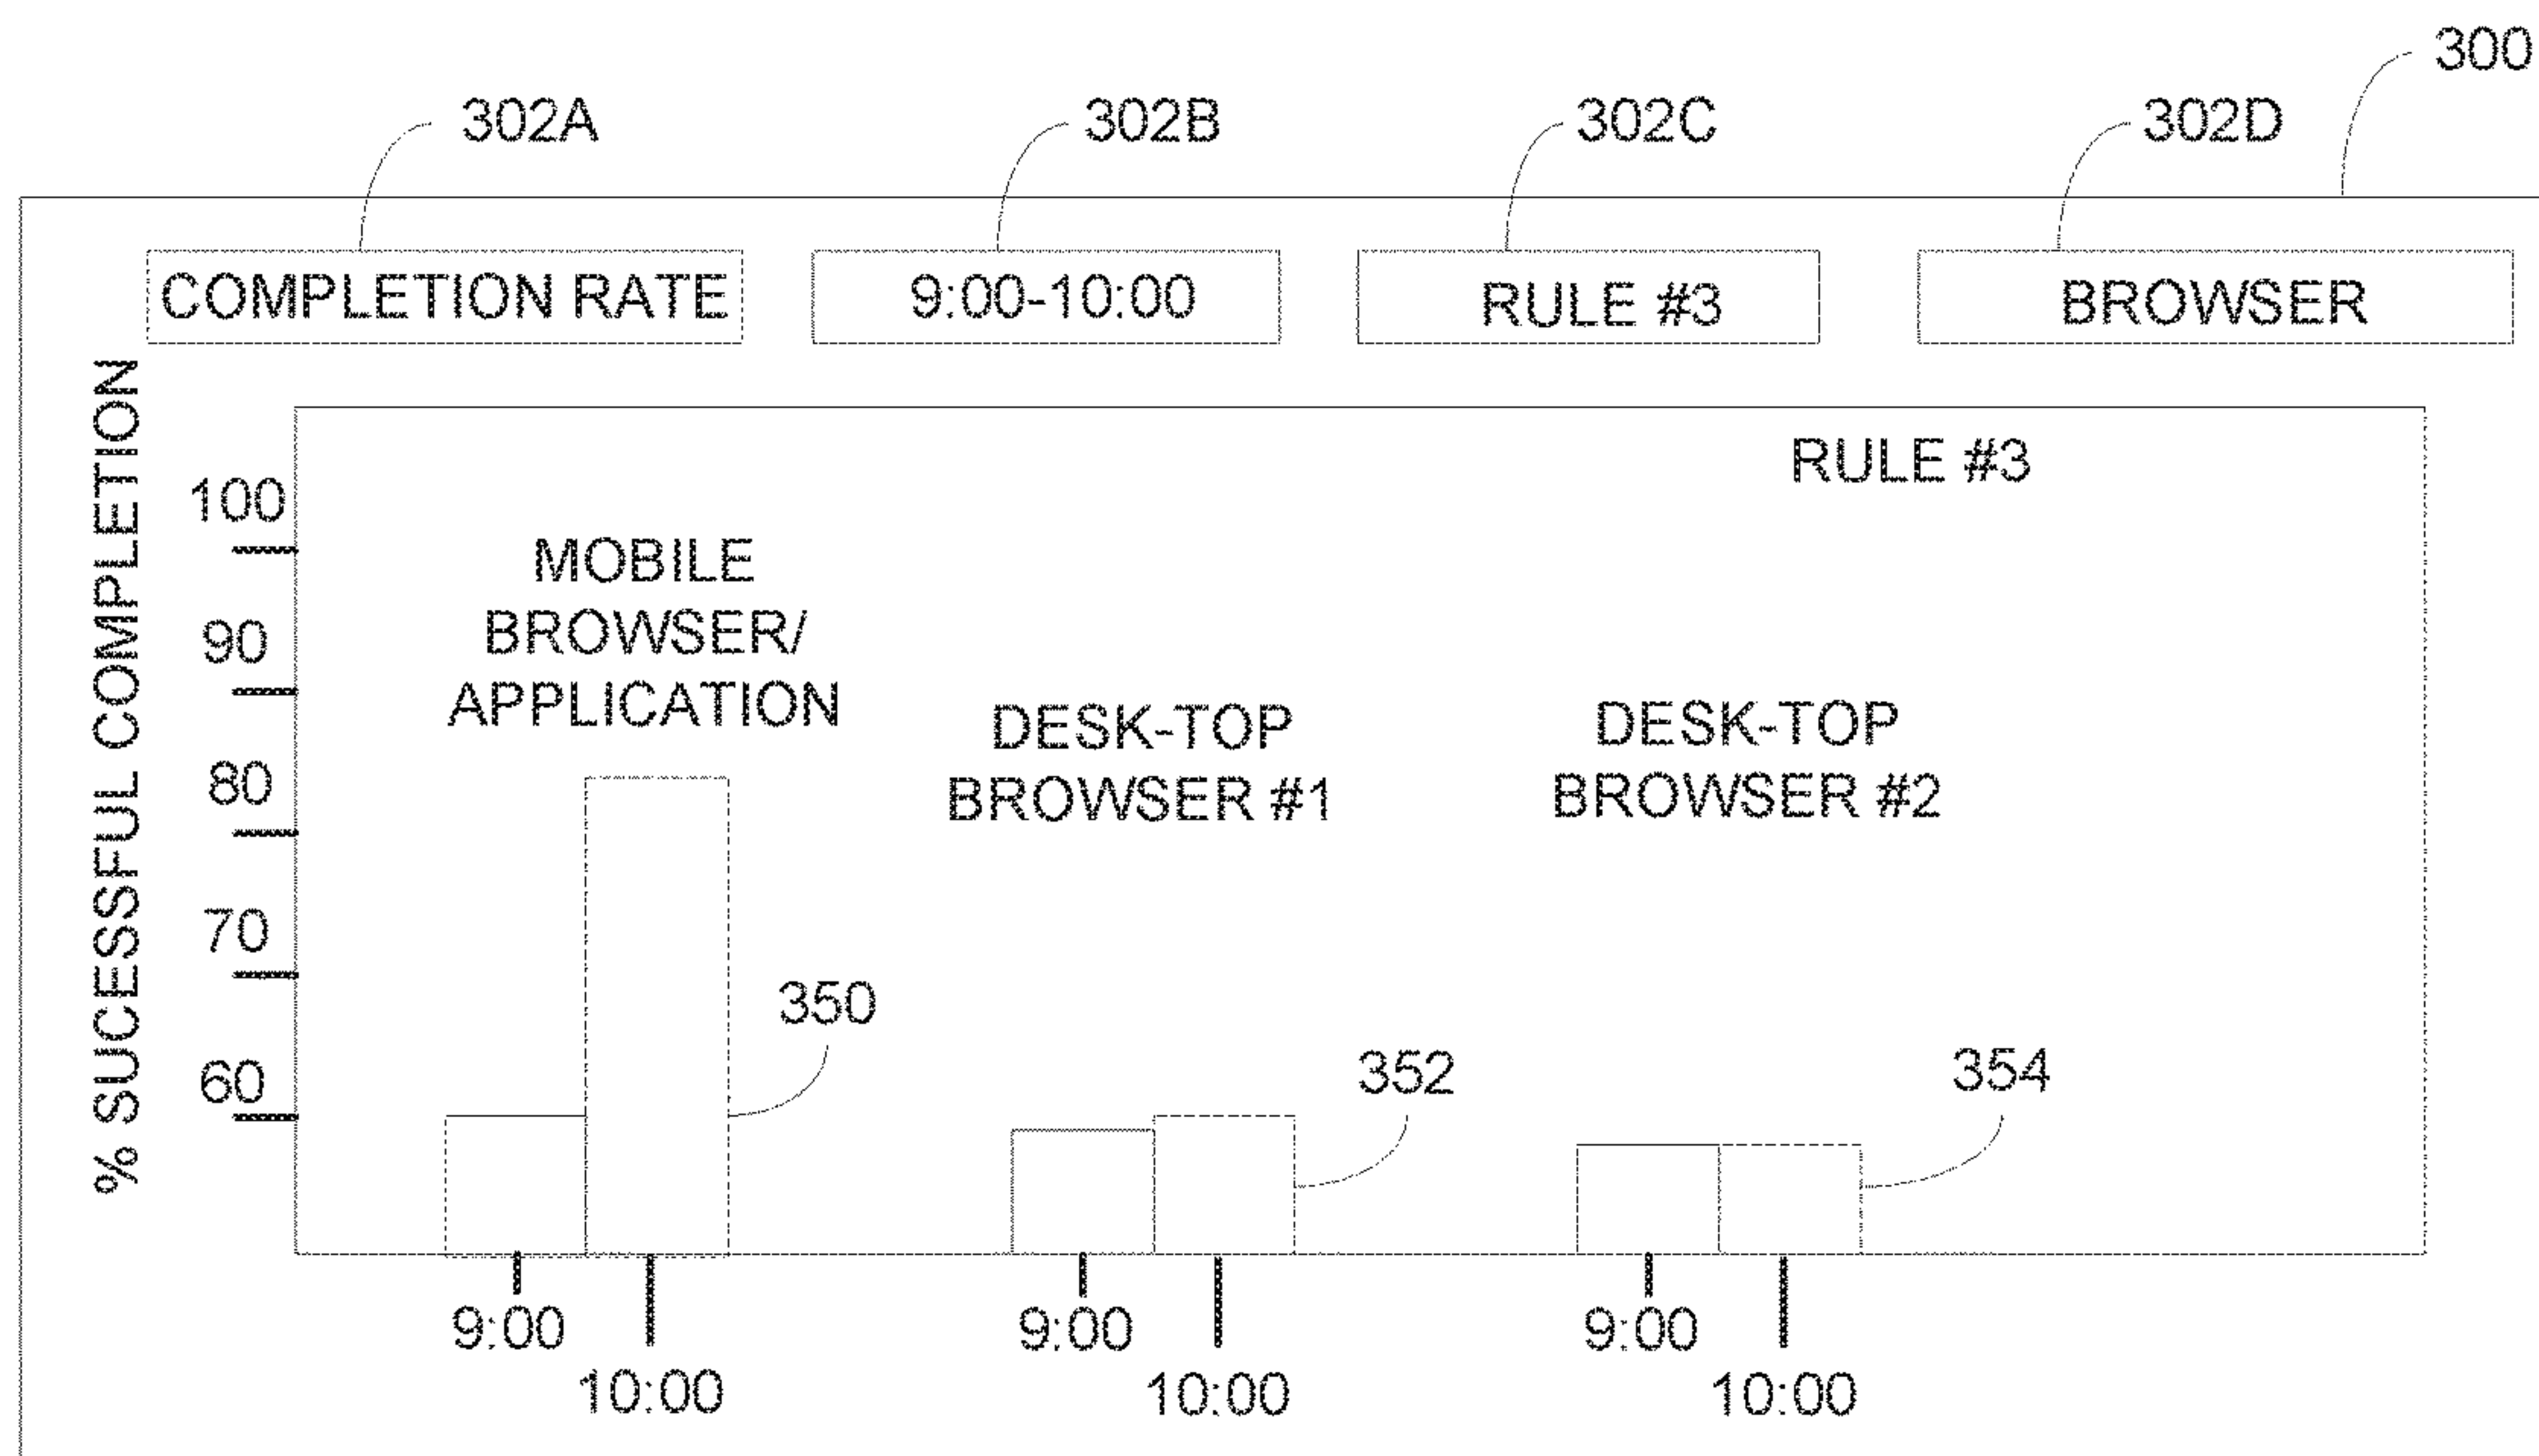 300
302A
302B
302C
302D
COMPLETION RATE
9:00-10:00
RULE #3
BROWSER
% SUCESSFUL COMPLETION
RULE #3
100
90
80
70
60
MOBILE
BROWSER/
APPLICATION
DESK-TOP
BROWSER #1
DESK-TOP
BROWSER #2
350
352
354
9:00
10:00
9:00
10:00
9:00
10:00